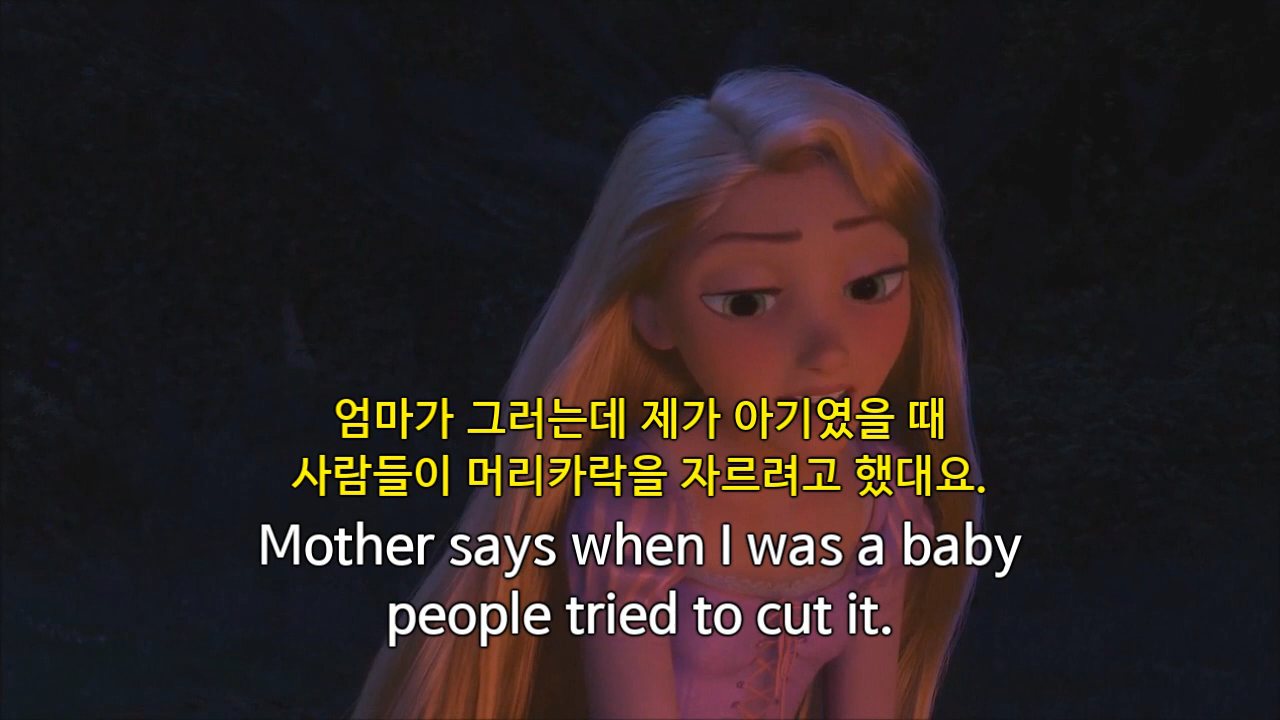 엄마가 그러는데 제가 아기였을 때
사람들이 머리카락을 자르려고 했대요.
Mother says when I was a baby
people tried to cut it.